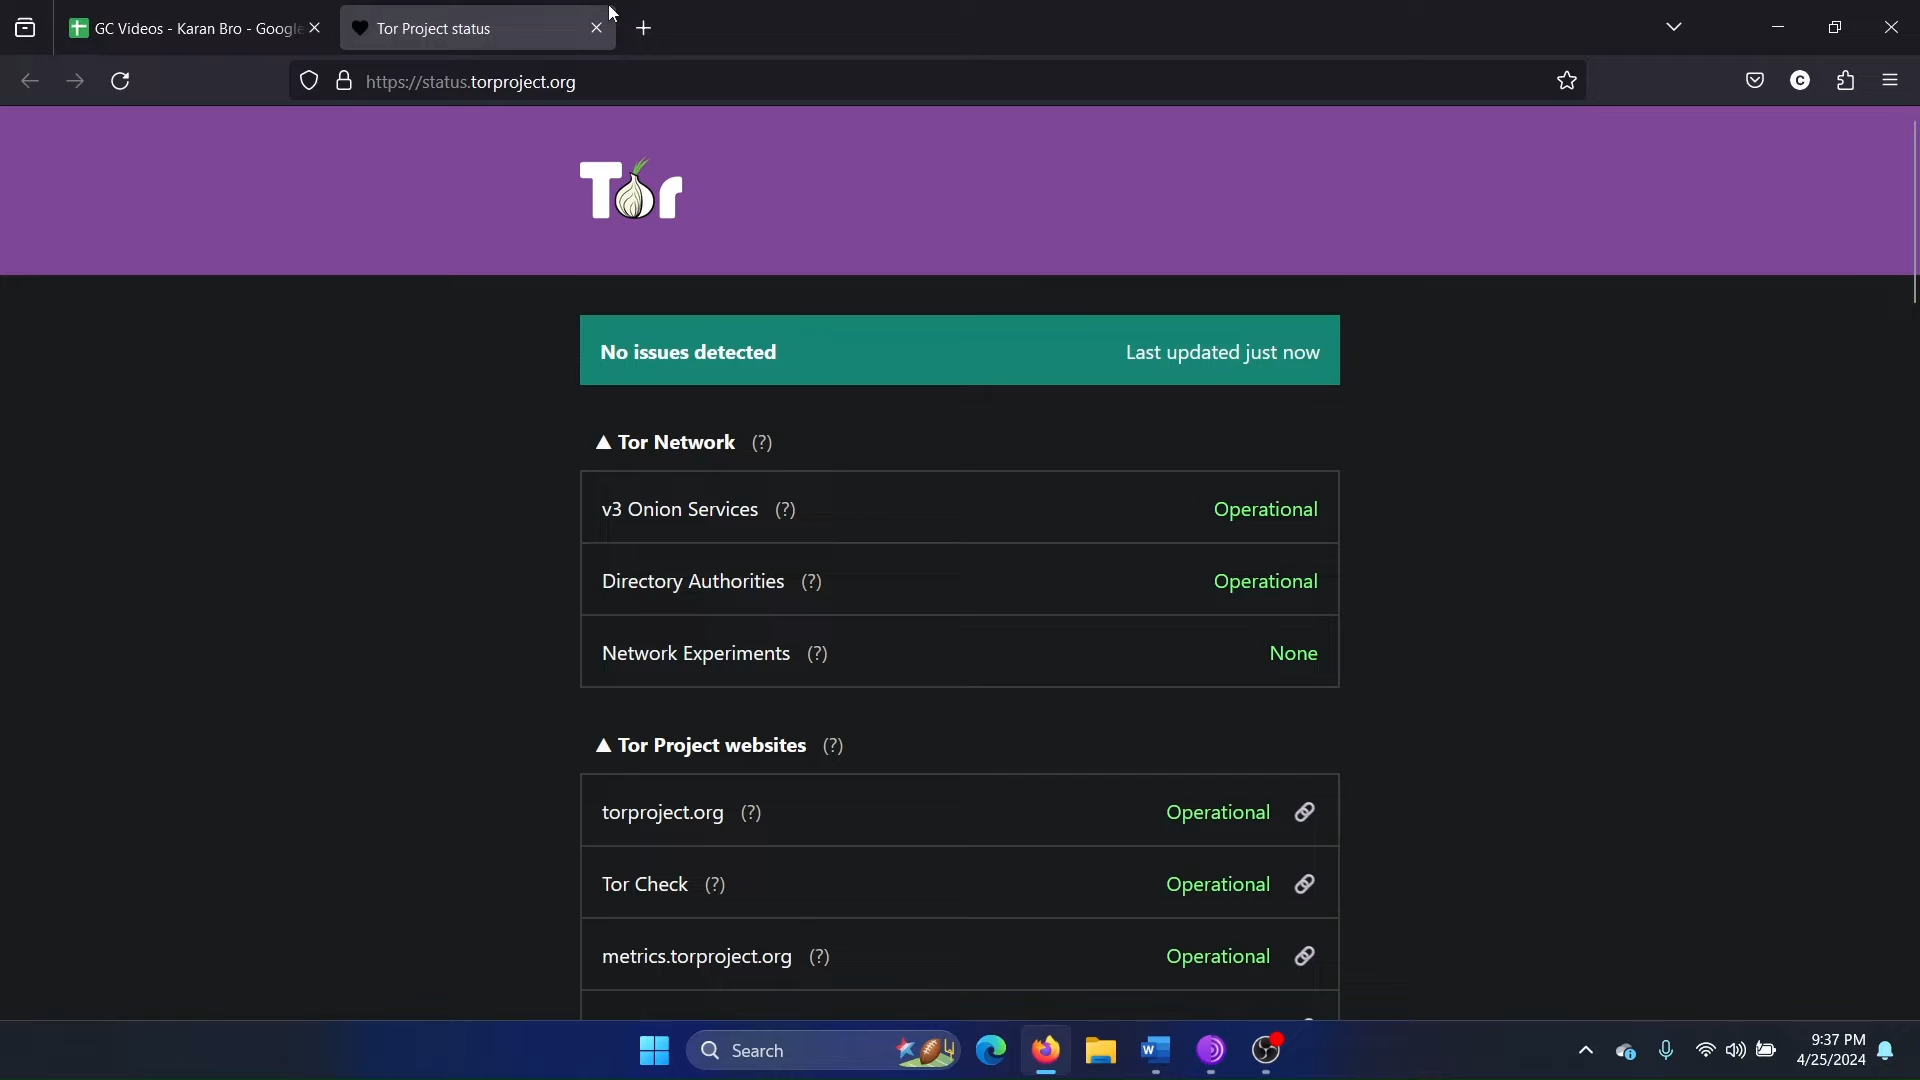 GC Videos - Karan Bro - Google
Tor Project status
https://status.torproject.org
Tor
No issues detected
Last updated just now
▲ Tor Network (?)
v3 Onion Services (?)
Operational
Directory Authorities (?)
Operational
Network Experiments (?)
None
▲ Tor Project websites (?)
torproject.org (?)
Operational
Tor Check (?)
Operational
metrics.torproject.org (?)
Operational
Search
9:37 PM
4/25/2024